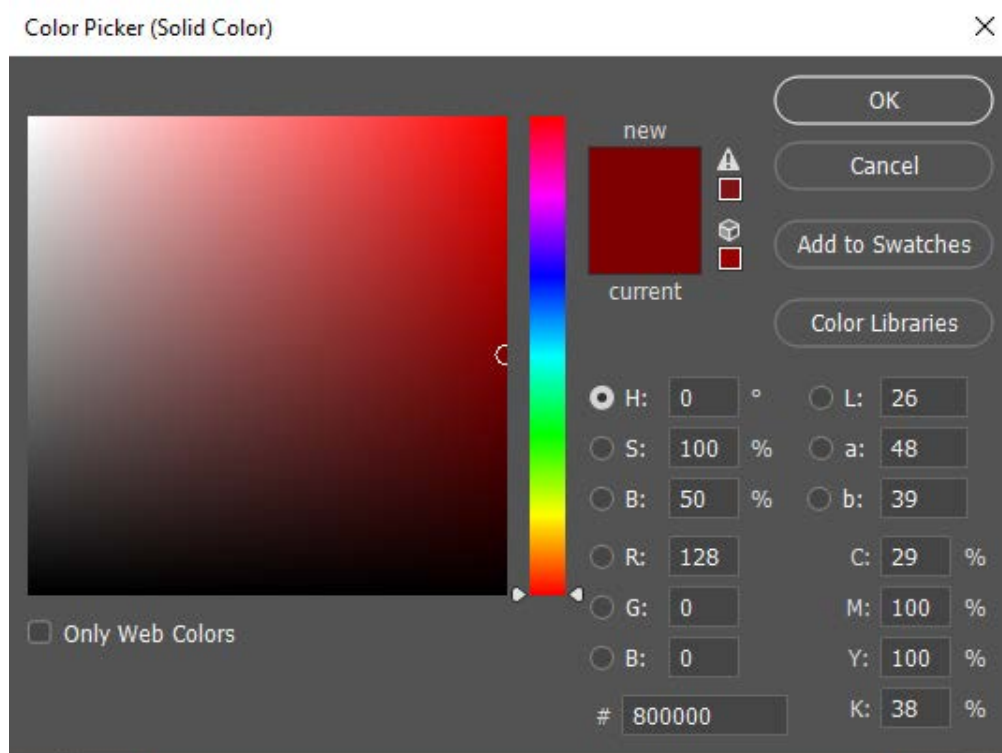 Color Picker (Solid Color)
new
current
OK
Cancel
Add to Swatches
Color Libraries
H: 0 °
S: 100 %
B: 50 %
R: 128
G: 0
B: 0
# 800000
L: 26
a: 48
b: 39
C: 29 %
M: 100 %
Y: 100 %
K: 38 %
Only Web Colors